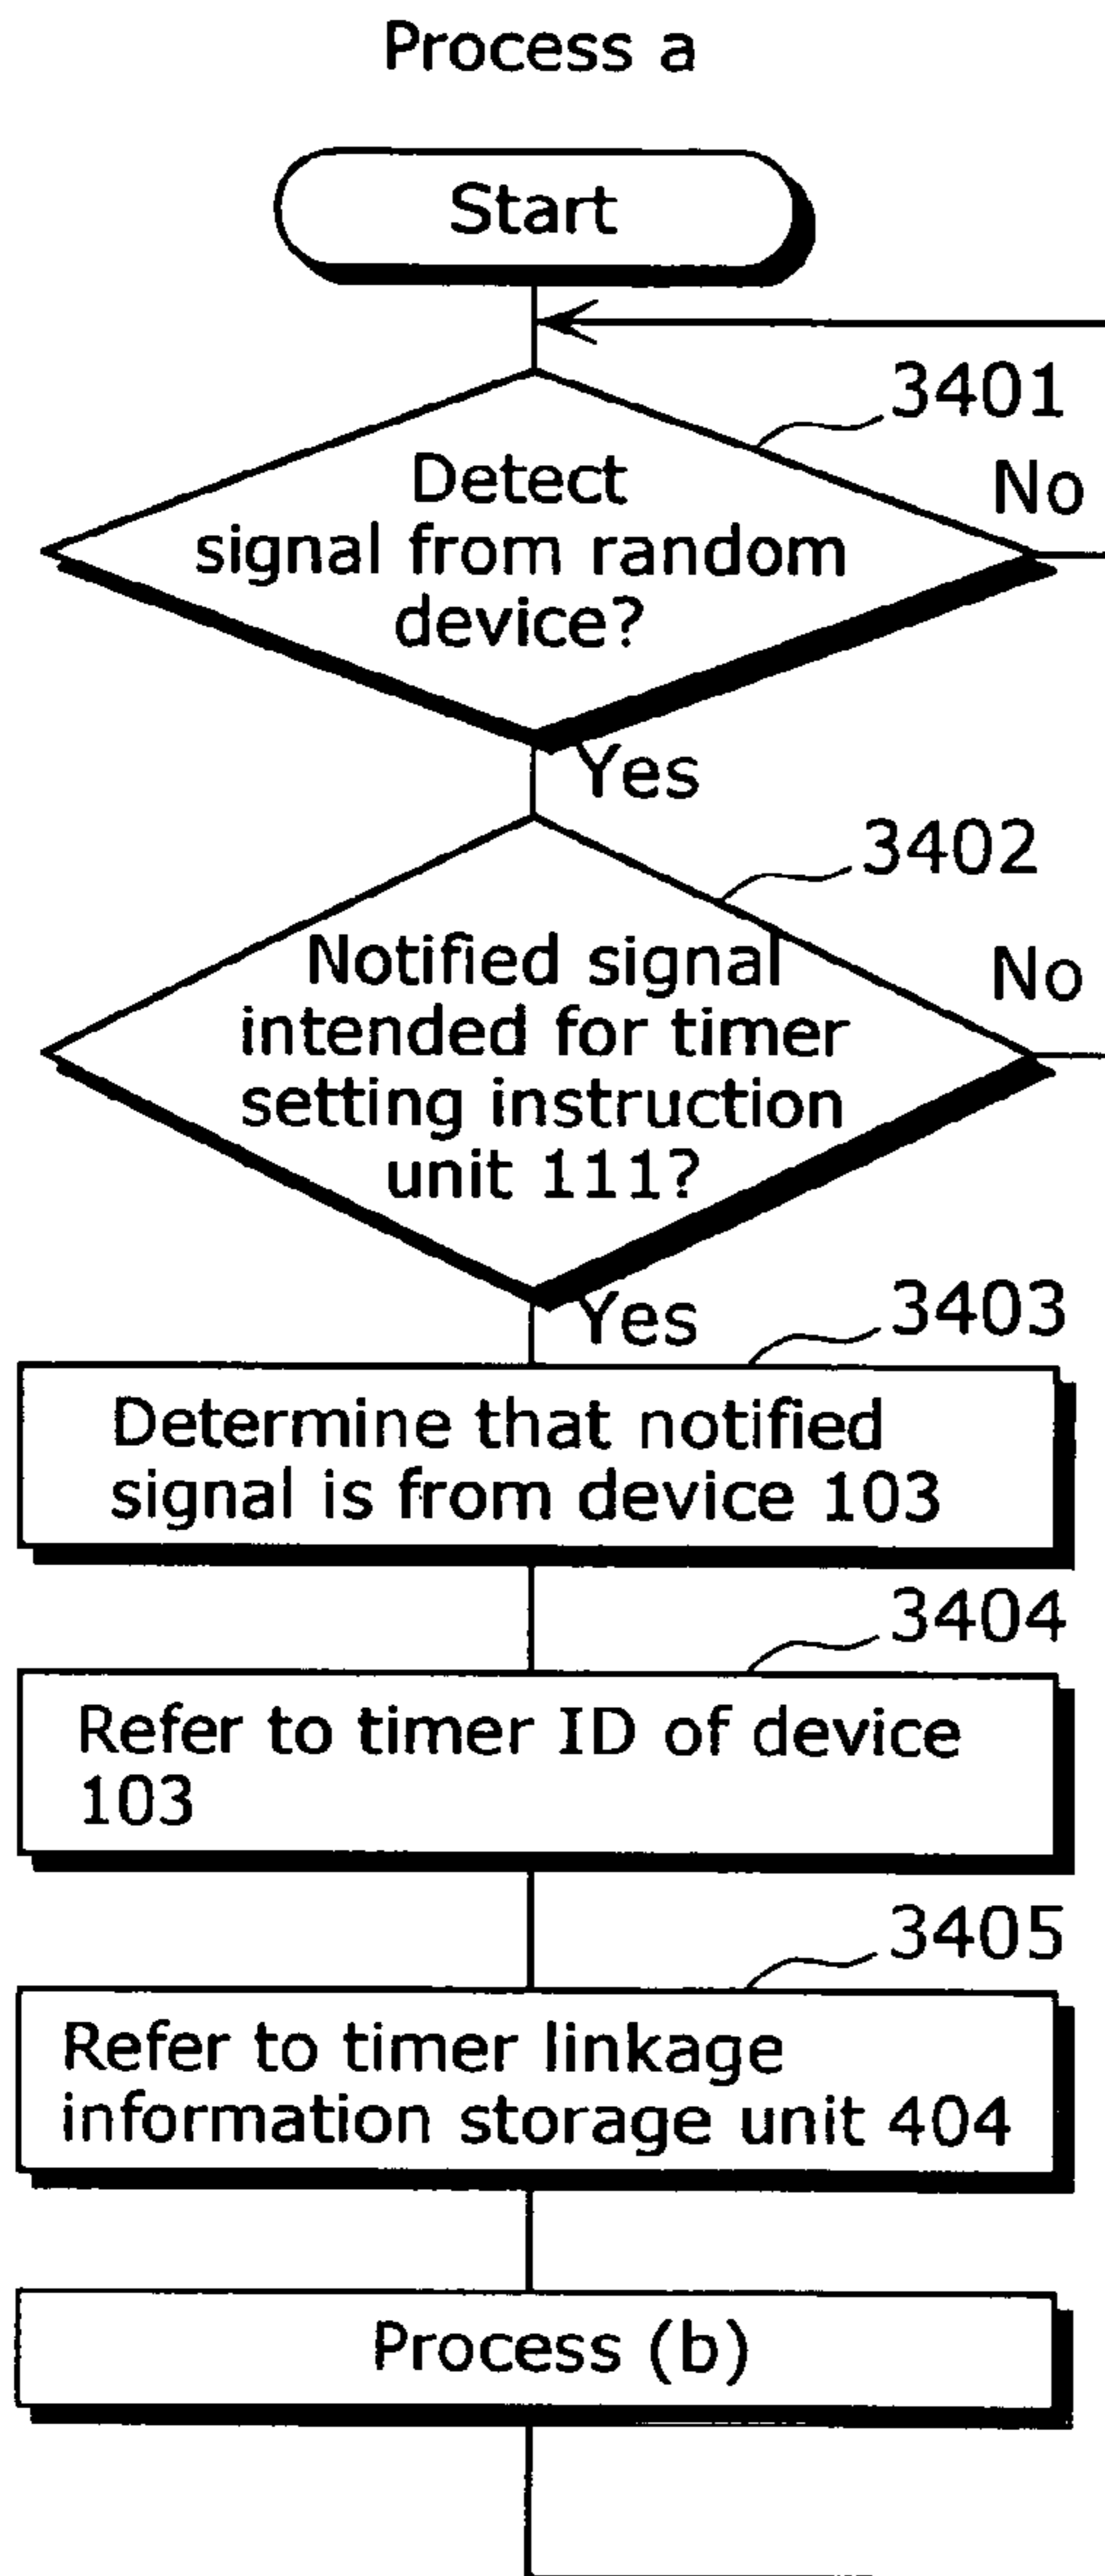 Process a
Start
3401
No
Detect
signal from random
device?
Yes
3402
No
Notified signal
intended for timer
setting instruction
unit 111?
Yes
3403
Determine that notified
signal is from device 103
3404
Refer to timer ID of device
103
3405
Refer to timer linkage
information storage unit 404
Process (b)